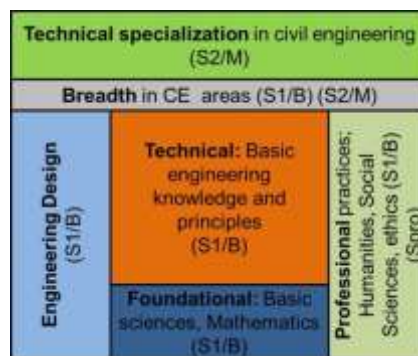 Technical specialization in civil engineering
(S2/M)
Breadth in CE areas (S1/B) (S2/M)
Engineering Design
(S1/B)
Technical: Basic
engineering
knowledge and
principles
(S1/B)
Foundational: Basic
sciences, Mathematics
(S1/B)
Professional practices;
Humanities, Social
Sciences, ethics (S1/B)
(Spro)